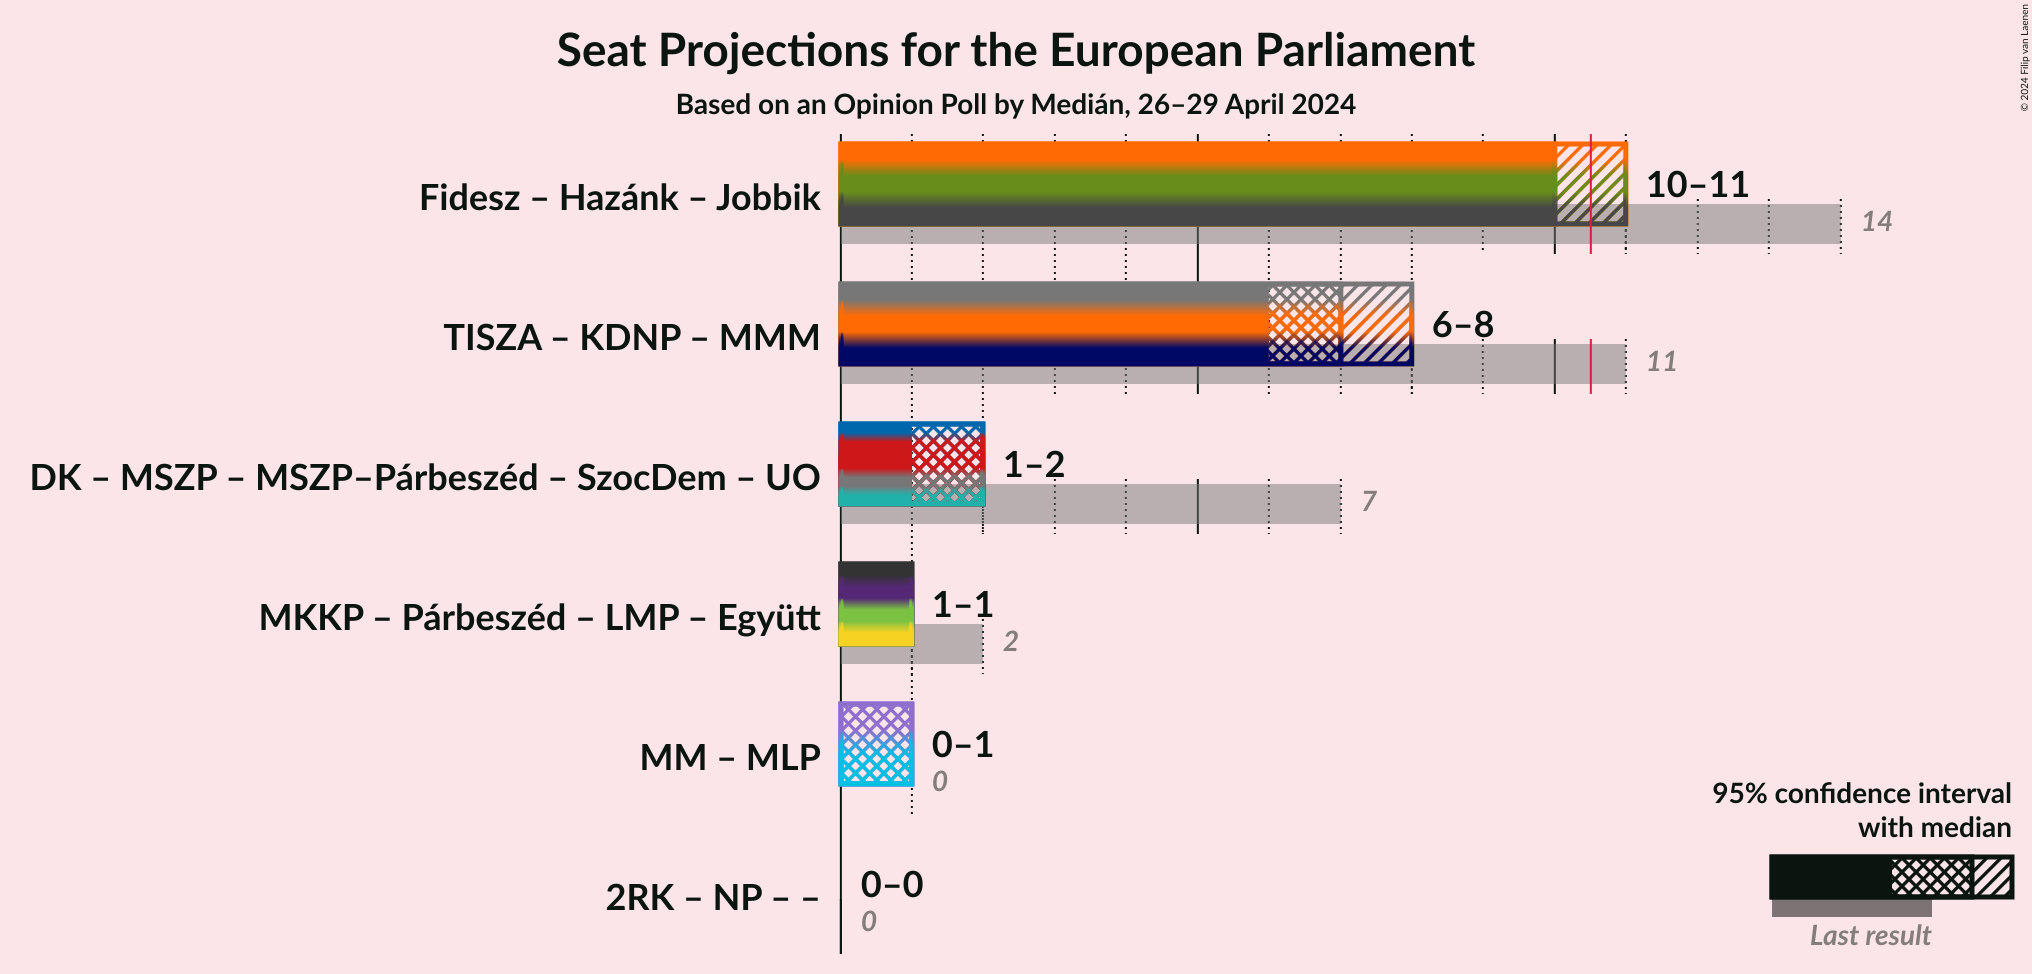 Seat Projections for the European Parliament
Based on an Opinion Poll by Medián, 26–29 April 2024
© 2024 Filip van Laenen
Fidesz – Hazánk – Jobbik
10–11
14
TISZA – KDNP – MMM
6–8
11
DK – MSZP – MSZP–Párbeszéd – SzocDem – UO
1–2
7
MKKP – Párbeszéd – LMP – Együtt
1–1
2
MM – MLP
0–1
0
2RK – NP – –
0–0
0
95% confidence interval
with median
Last result